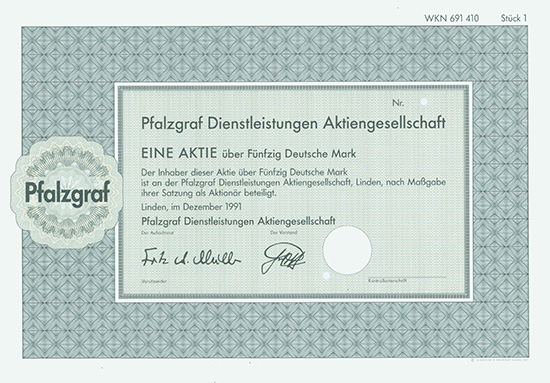 WKN 691 410 Stück 1
Nr.
Pfalzgraf Dienstleistungen Aktiengesellschaft
EINE AKTIE über Fünfzig Deutsche Mark
Der Inhaber dieser Aktie über Fünfzig Deutsche Mark
ist an der Pfalzgraf Dienstleistungen Aktiengesellschaft, Linden, nach Maßgabe
ihrer Satzung als Aktionär beteiligt.
Linden, im Dezember 1991
Pfalzgraf Dienstleistungen Aktiengesellschaft
Der Aufsichtsrat Der Vorstand
Vorsitzender Kontrollunterschrift
Pfalzgraf